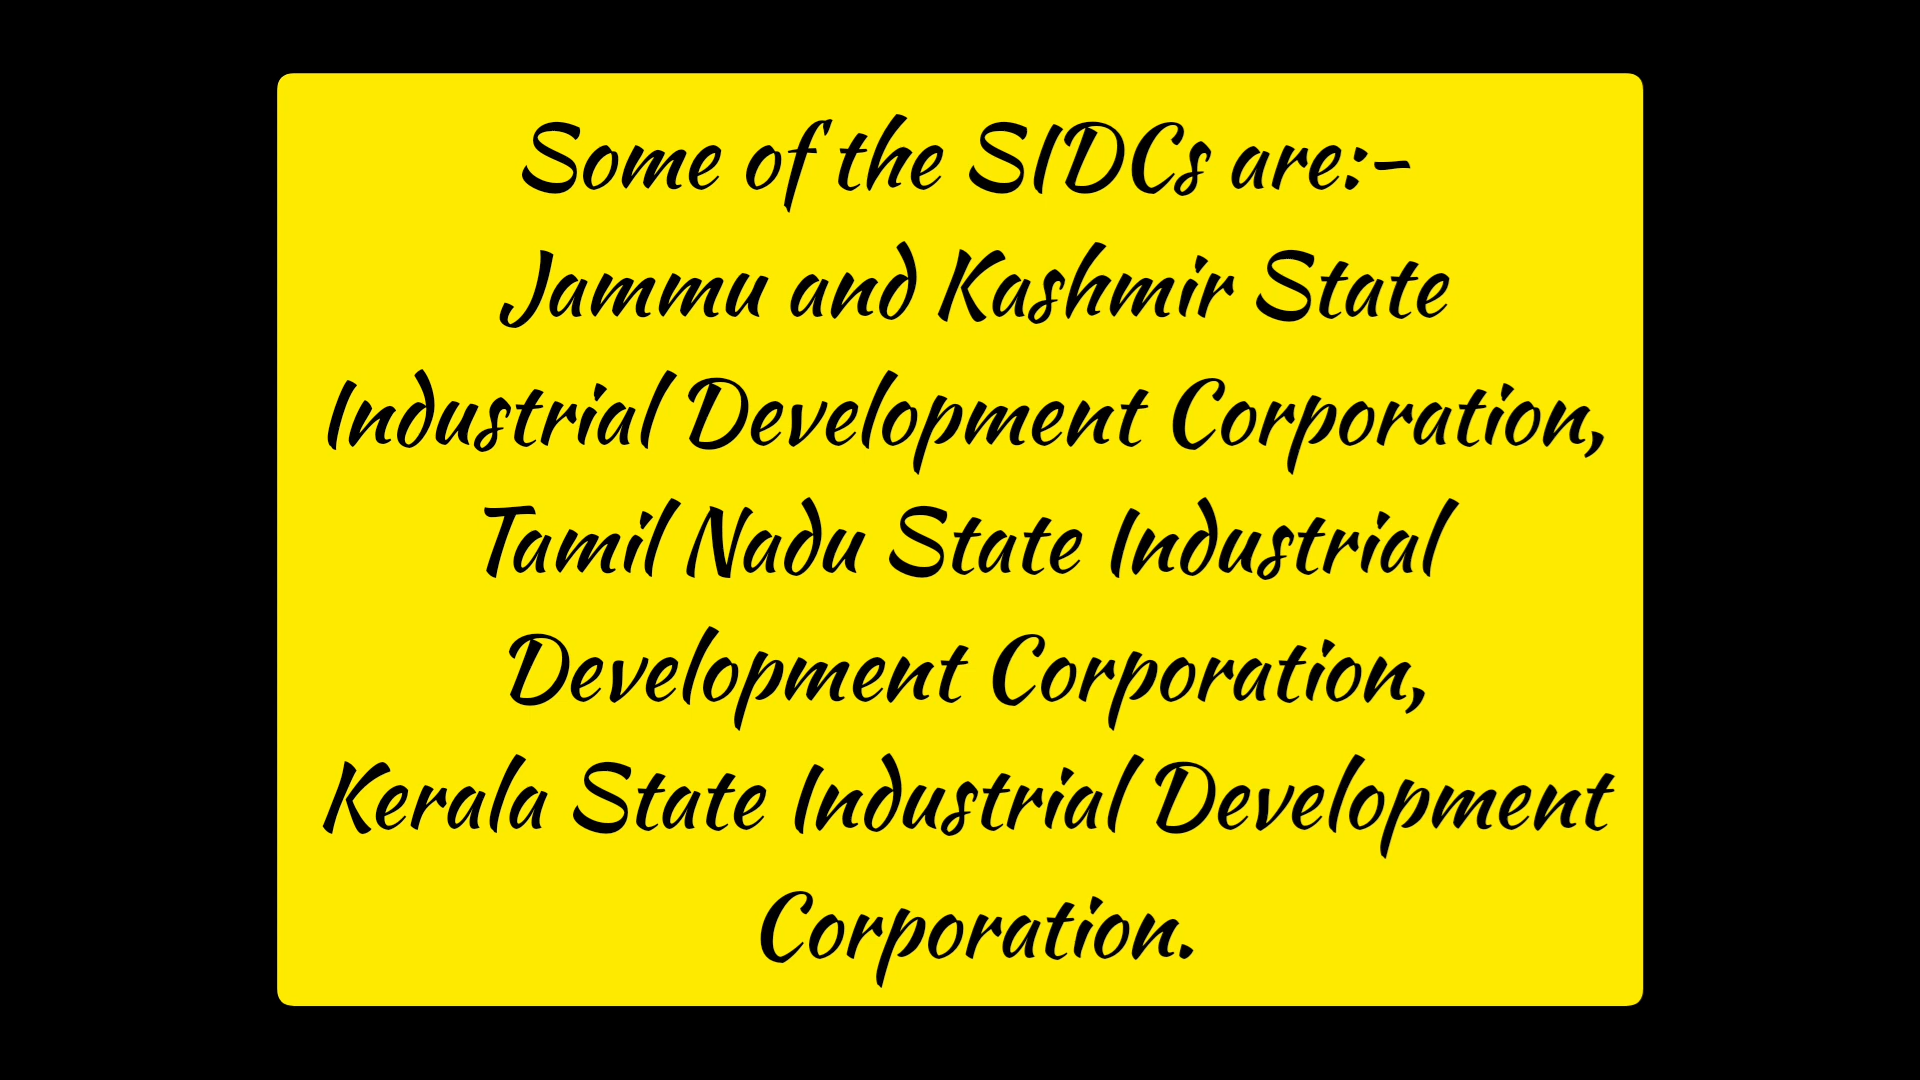 Some of the SIDCs are:-
Jammu and Kashmir State
Industrial Development Corporation,
Tamil Nadu State Industrial
Development Corporation,
Kerala State Industrial Development
Corporation.